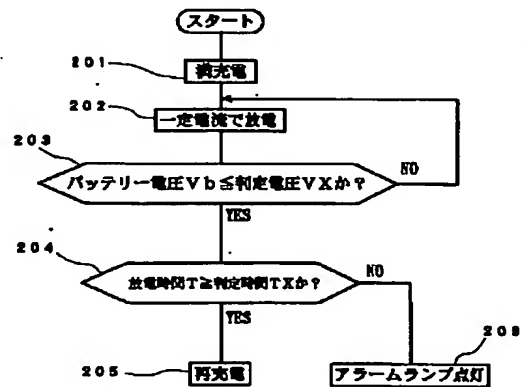 スタート
201
満充電
202
一定電流で放電
203
バッテリー電圧Vb≦判定電圧VXか?
NO
YES
204
放電時間T≧判定時間TXか?
NO
YES
206
205
再充電
アラームランプ点灯